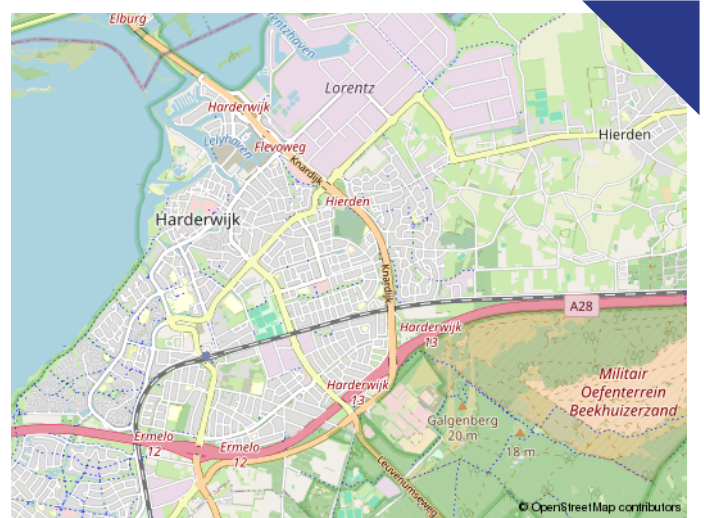 Elburg
Lorentzhaven
Lorentz
Harderwijk
Lelyhaven
Flevoweg
Knardijk
Hierden
Hierden
Harderwijk
Knardijk
A28
Harderwijk
13
Harderwijk
13
Militair
Oefenterrein
Beekhuizerzand
Galgenberg
20 m
18 m
Ermelo
12
Ermelo
12
Leuvenumseweg
© OpenStreetMap contributors